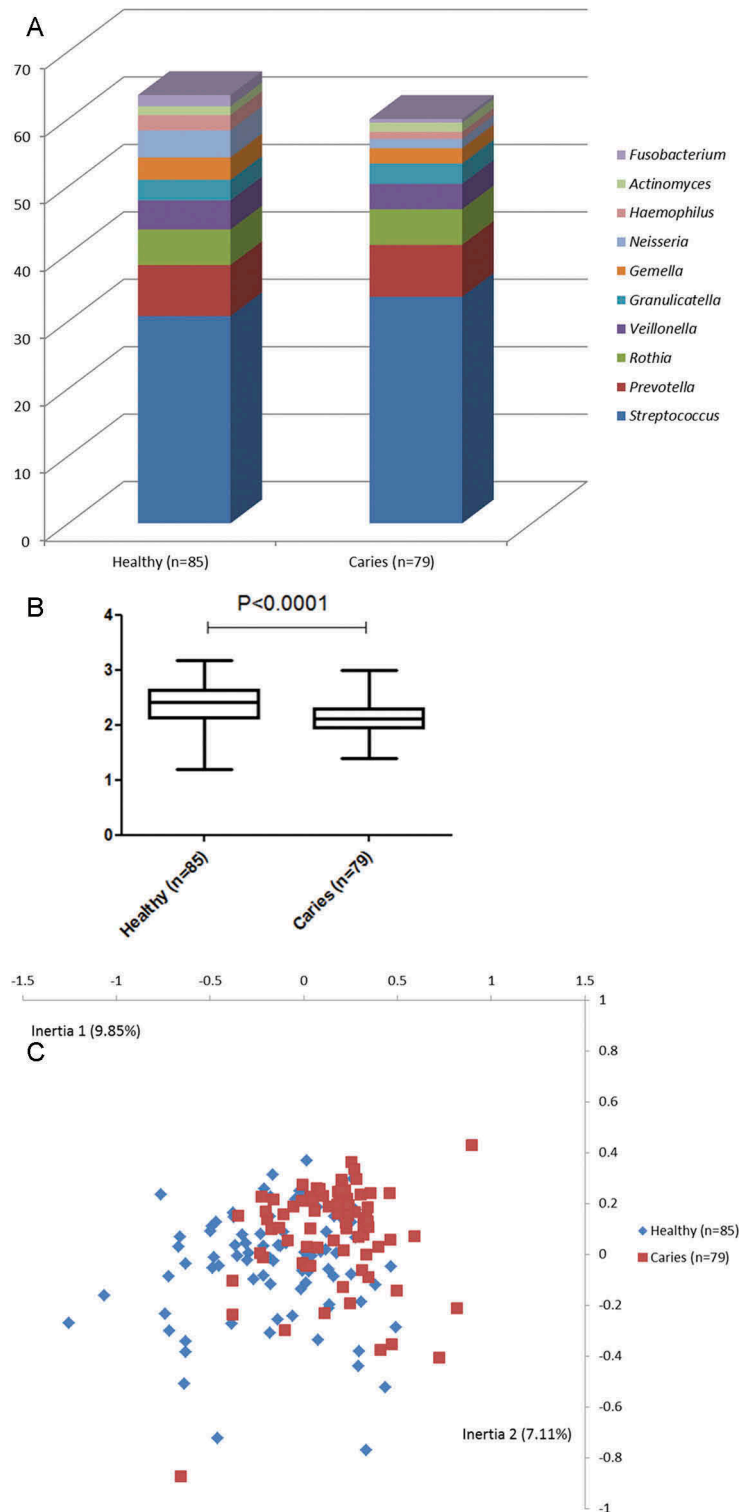 A
70
60
50
40
30
20
10
0
Healthy (n=85)
Caries (n=79)
Fusobacterium
Actinomyces
Haemophilus
Neisseria
Gemella
Granulicatella
Veillonella
Rothia
Prevotella
Streptococcus
B
P<0.0001
4
3
2
1
0
Healthy (n=85)
Caries (n=79)
-1.5
-1
-0.5
0
0.5
1
1.5
Inertia 1 (9.85%)
C
1
0.8
0.6
0.4
0.2
0
-0.2
-0.4
-0.6
-0.8
-1
Healthy (n=85)
Caries (n=79)
Inertia 2 (7.11%)